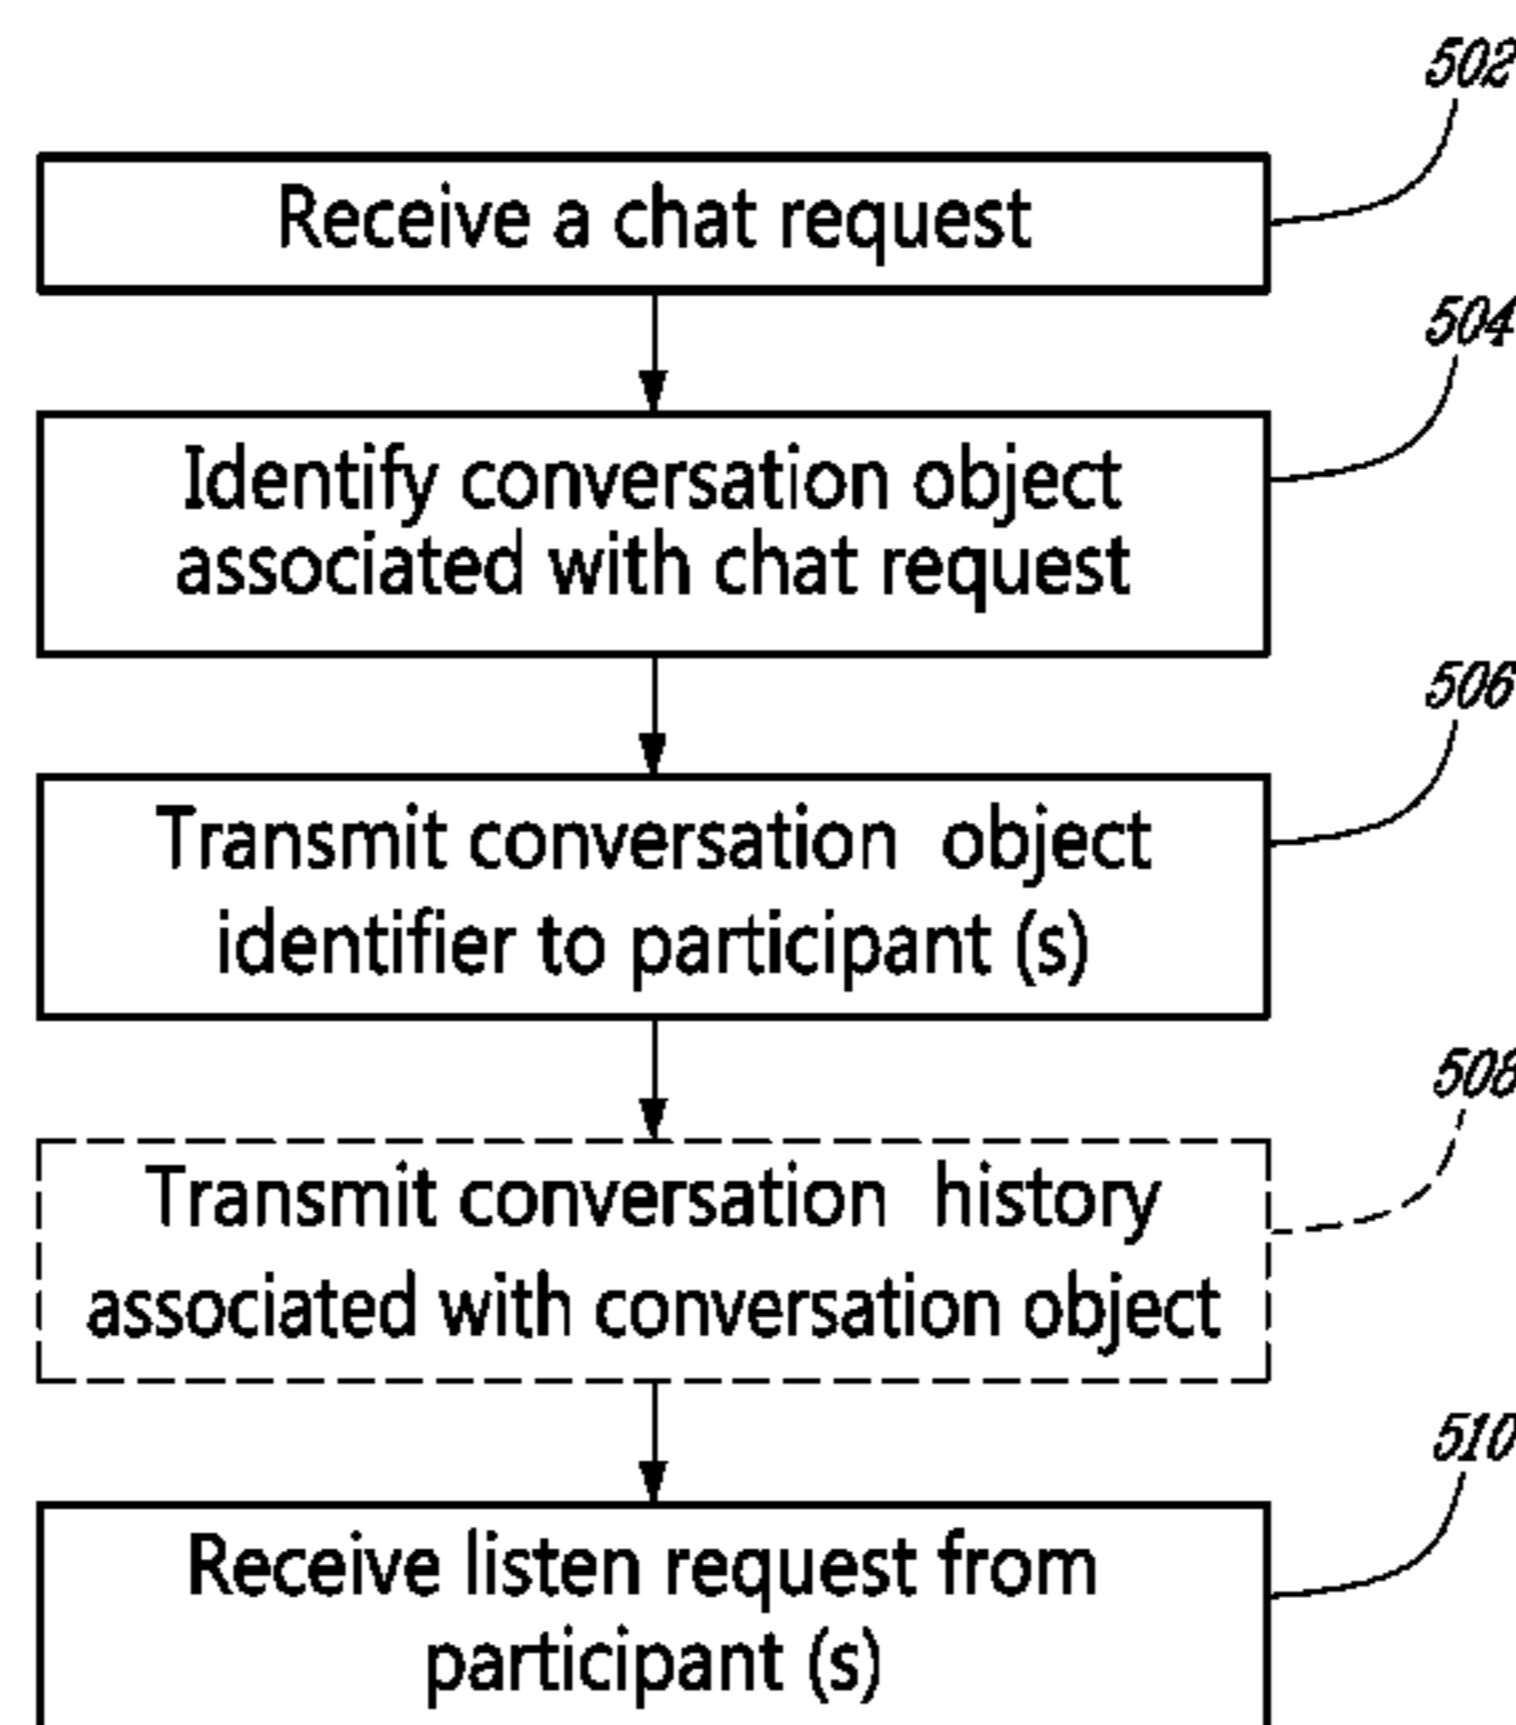 502
Receive a chat request
504
Identify conversation object
associated with chat request
506
Transmit conversation object
identifier to participant (s)
508
Transmit conversation history
associated with conversation object
510
Receive listen request from
participant (s)